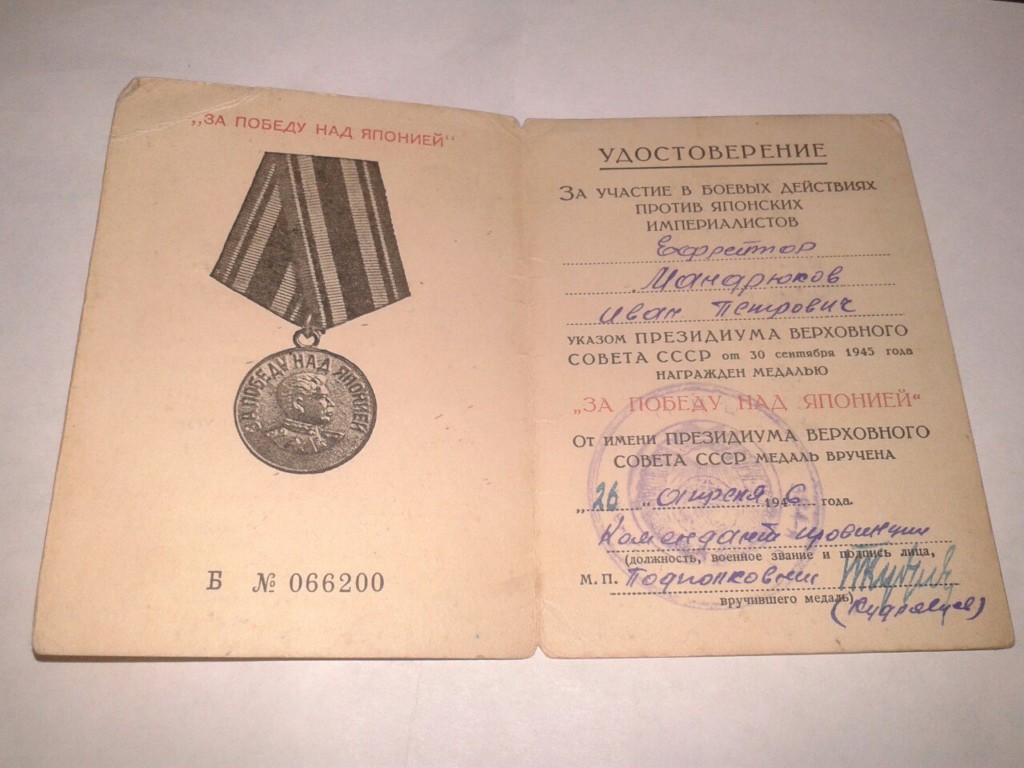 „ЗА ПОБЕДУ НАД ЯПОНИЕЙ"
ЗА ПОБЕДУ НАД ЯПОНИЕЙ
Б № 066200
УДОСТОВЕРЕНИЕ
ЗА УЧАСТИЕ В БОЕВЫХ ДЕЙСТВИЯХ
ПРОТИВ ЯПОНСКИХ
ИМПЕРИАЛИСТОВ
Ефрейтор
Мандрюков
Иван Петрович
УКАЗОМ ПРЕЗИДИУМА ВЕРХОВНОГО
СОВЕТА СССР от 30 сентября 1945 года
НАГРАЖДЕН МЕДАЛЬЮ
„ЗА ПОБЕДУ НАД ЯПОНИЕЙ“
ОТ ИМЕНИ ПРЕЗИДИУМА ВЕРХОВНОГО
СОВЕТА СССР МЕДАЛЬ ВРУЧЕНА
„26" апреля 1946 года.
Комендант провинции
(должность, военное звание и подпись лица,
М. П. Подполковник
вручившего медаль)
(Кудрявцев)